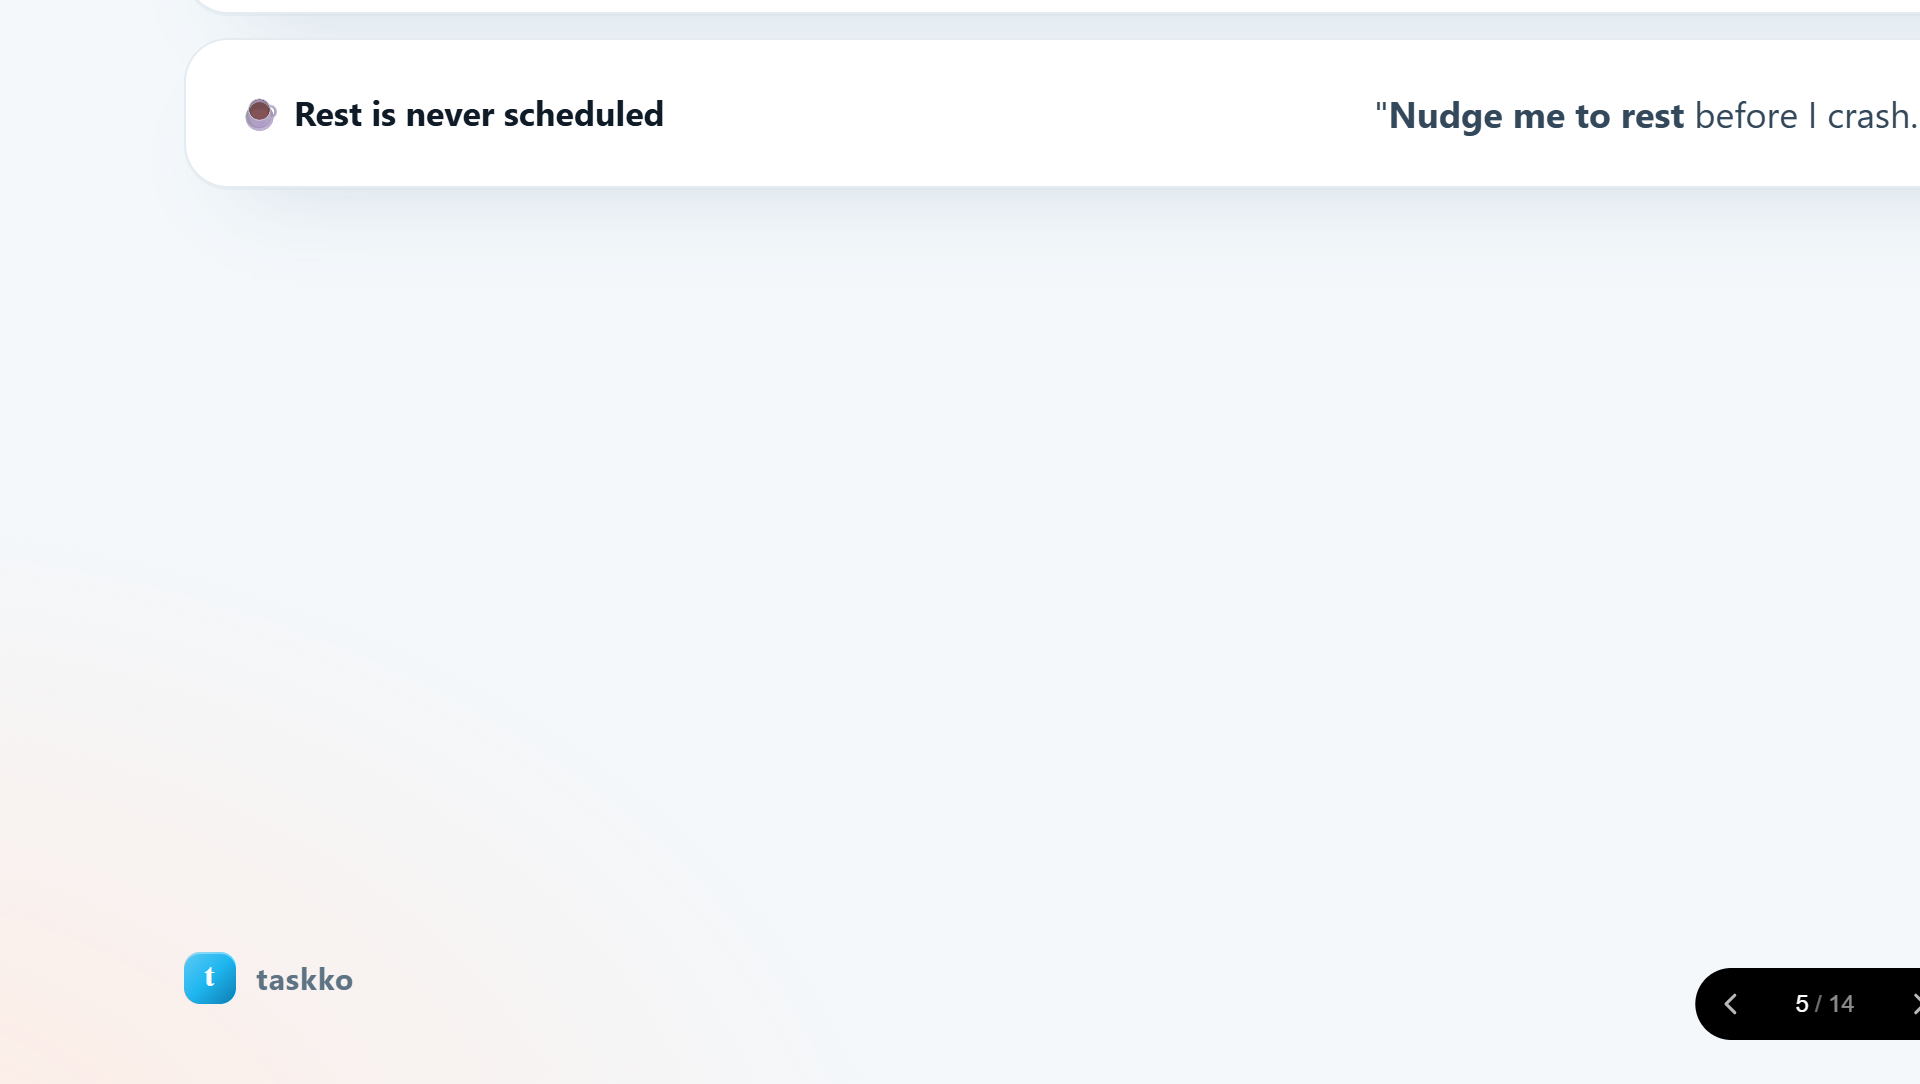 Rest is never scheduled
"Nudge me to rest before I crash.
t
taskko
5 / 14